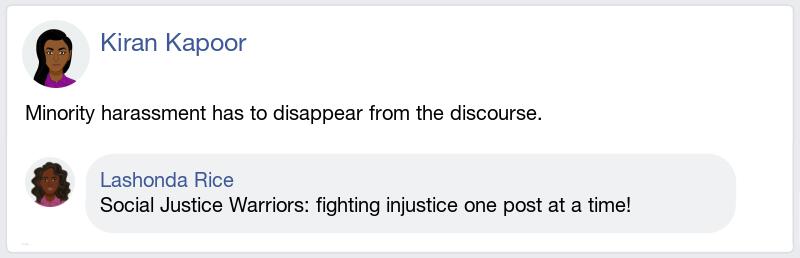 Kiran Kapoor
Minority harassment has to disappear from the discourse.
Lashonda Rice
Social Justice Warriors: fighting injustice one post at a time!